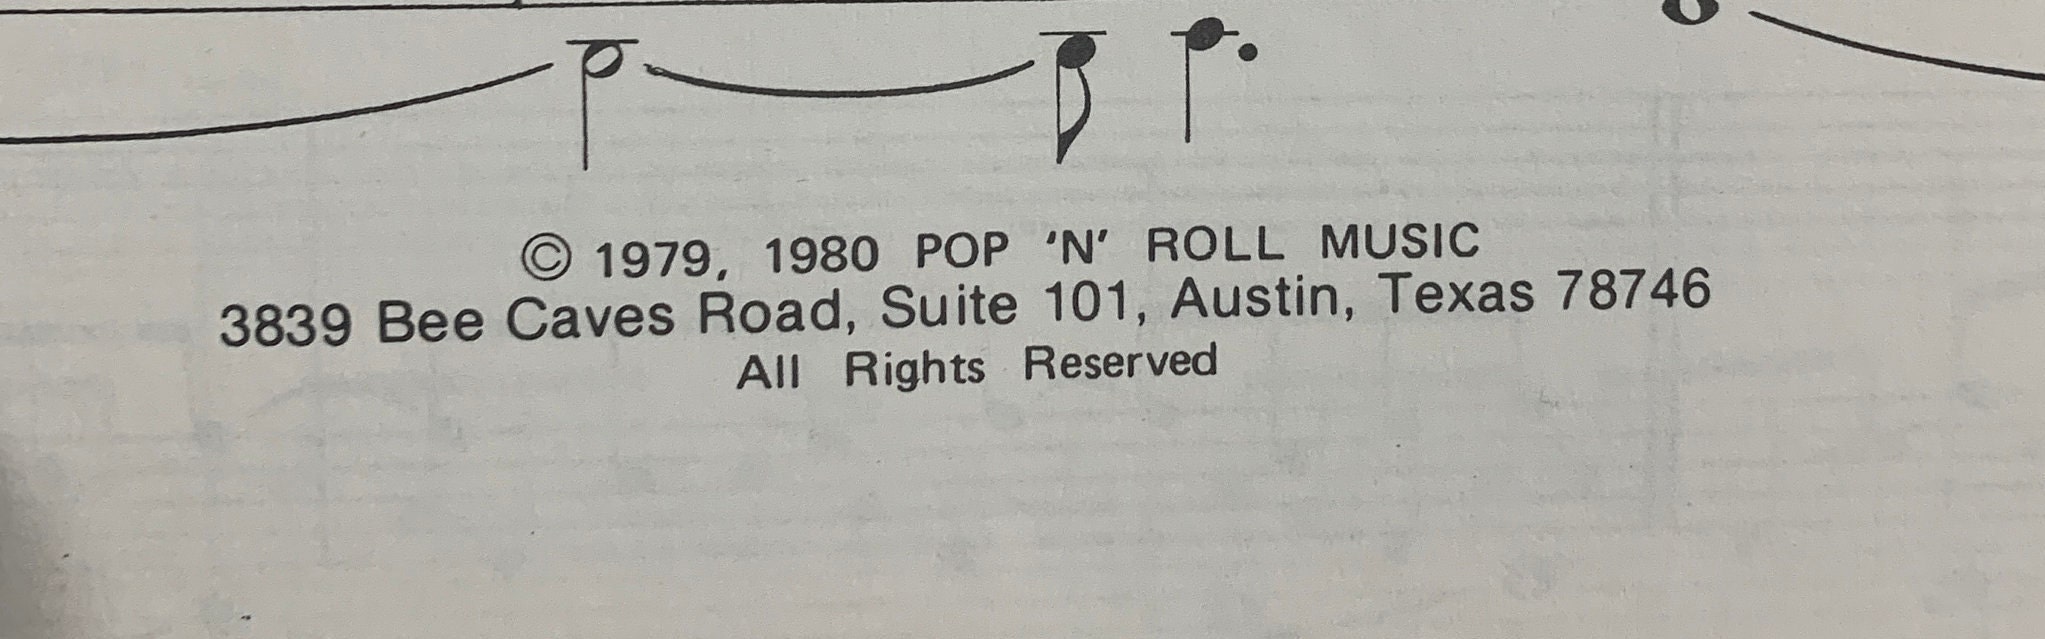 © 1979, 1980 POP 'N' ROLL MUSIC
3839 Bee Caves Road, Suite 101, Austin, Texas 78746
All Rights Reserved